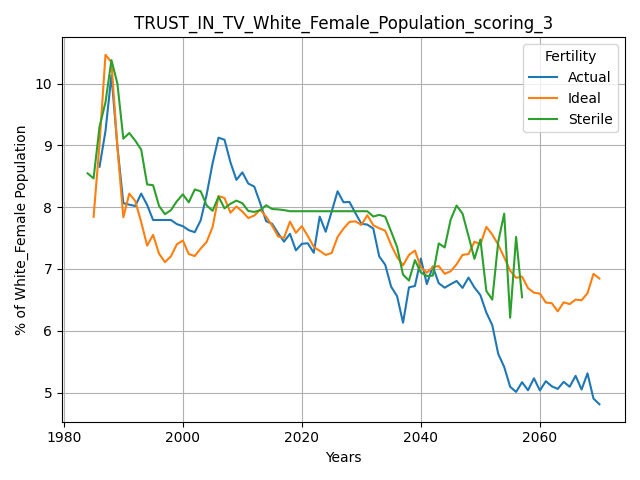 TRUST_IN_TV_White_Female_Population_scoring_3
Fertility
Actual
Ideal
Sterile
% of White_Female Population
10
9
8
7
6
5
1980
2000
2020
2040
2060
Years